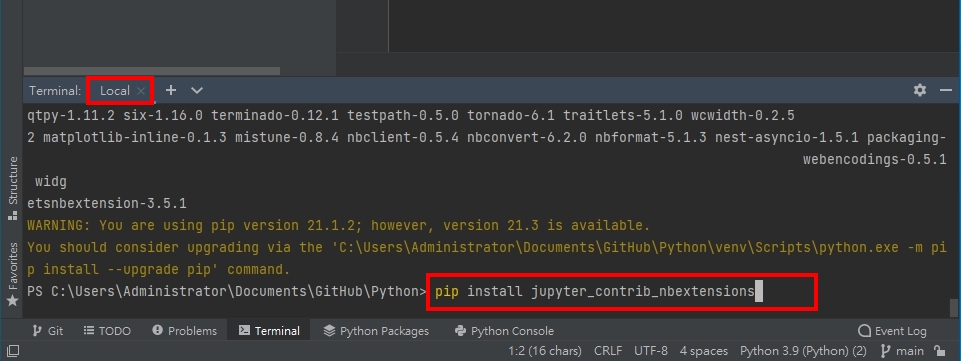 Terminal: Local
qtpy-1.11.2 six-1.16.0 terminado-0.12.1 testpath-0.5.0 tornado-6.1 traitlets-5.1.0 wcwidth-0.2.5
2 matplotlib-inline-0.1.3 mistune-0.8.4 nbclient-0.5.4 nbconvert-6.2.0 nbformat-5.1.3 nest-asyncio-1.5.1 packaging-
webencodings-0.5.1
widg
etsnbextension-3.5.1
WARNING: You are using pip version 21.1.2; however, version 21.3 is available.
You should consider upgrading via the 'C:\Users\Administrator\Documents\GitHub\Python\venv\Scripts\python.exe -m pi
p install --upgrade pip' command.
PS C:\Users\Administrator\Documents\GitHub\Python> pip install jupyter_contrib_nbextensions
Structure
Favorites
Git TODO Problems Terminal Python Packages Python Console Event Log
1:2 (16 chars) CRLF UTF-8 4 spaces Python 3.9 (Python) (2) main